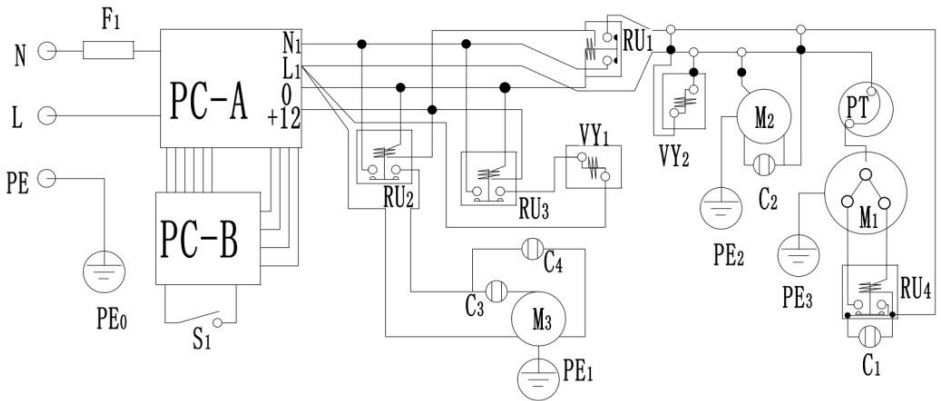 F1
N
L
PE
PC-A
N1
L1
0
+12
PC-B
S1
PE0
RU1
RU2
RU3
VY1
VY2
M2
C2
PE2
PT
M1
PE3
RU4
C1
C4
C3
M3
PE1